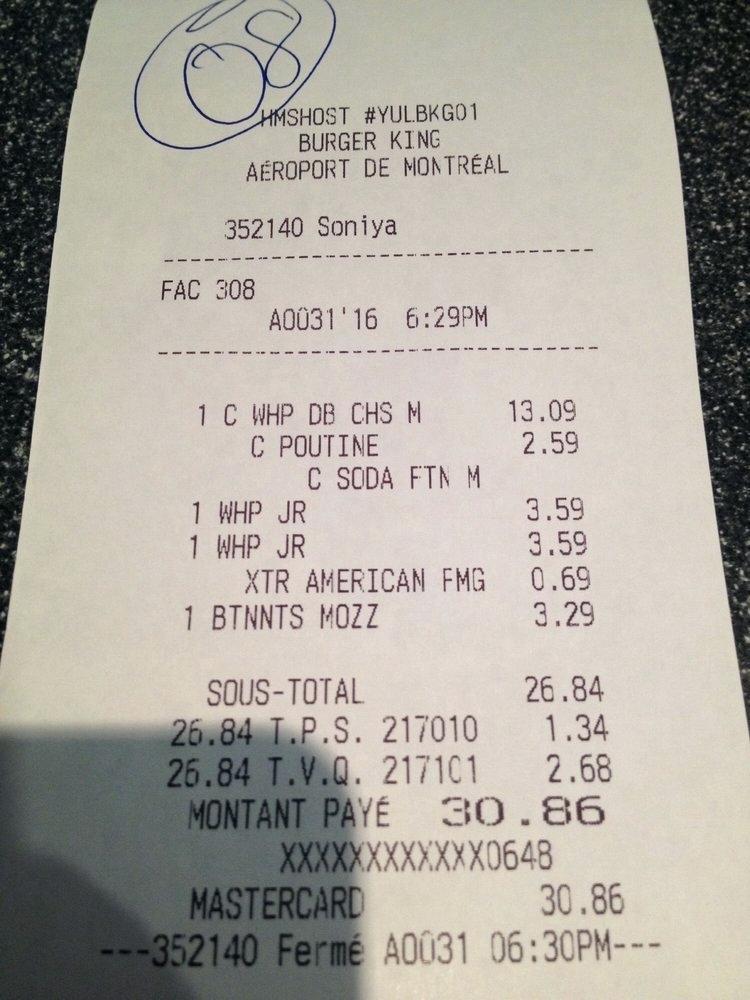 08
HMSHOST #YULBKG01
BURGER KING
AÉROPORT DE MONTRÉAL
352140 Soniya
--------------------------------------
FAC 308
AOÛ31'16 6:29PM
--------------------------------------
1 C WHP DB CHS M 13.09
C POUTINE 2.59
C SODA FTN M
1 WHP JR 3.59
1 WHP JR 3.59
XTR AMERICAN FMG 0.69
1 BTNNTS MOZZ 3.29
SOUS-TOTAL 26.84
26.84 T.P.S. 217010 1.34
26.84 T.V.Q. 217101 2.68
MONTANT PAYÉ 30.86
XXXXXXXXXXXX0648
MASTERCARD 30.86
---352140 Fermé AOÛ31 06:30PM---